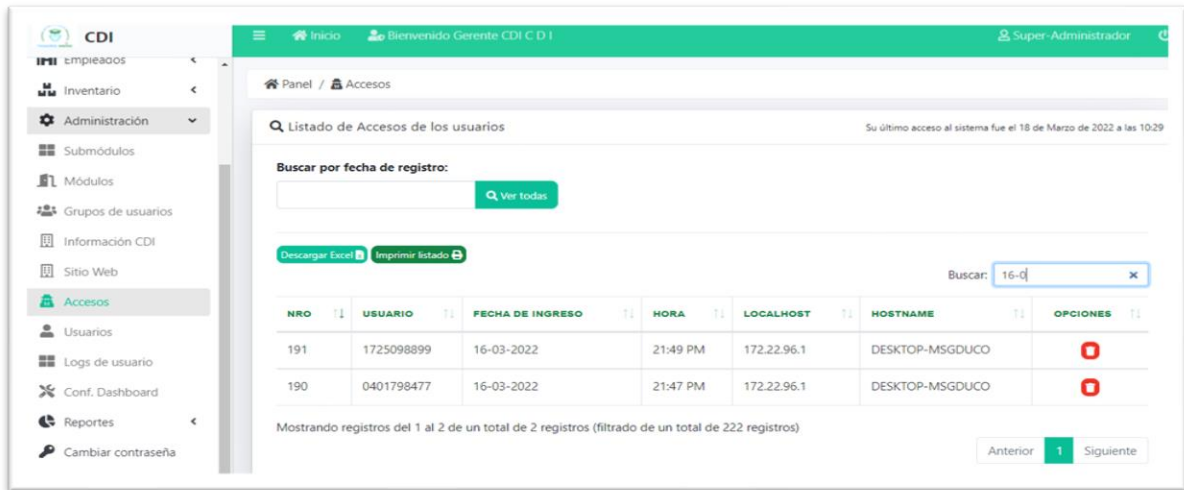 CDI
Inicio
Bienvenido Gerente CDI C D I
Super-Administrador
Empleados
Inventario
Administración
Submódulos
Módulos
Grupos de usuarios
Información CDI
Sitio Web
Accesos
Usuarios
Logs de usuario
Conf. Dashboard
Reportes
Cambiar contraseña
Panel / Accesos
Listado de Accesos de los usuarios
Su último acceso al sistema fue el 18 de Marzo de 2022 a las 10:29
Buscar por fecha de registro:
Ver todas
Descargar Excel Imprimir listado
Buscar: 16-0
NRO USUARIO FECHA DE INGRESO HORA LOCALHOST HOSTNAME OPCIONES
191 1725098899 16-03-2022 21:49 PM 172.22.96.1 DESKTOP-MSGDUCO
190 0401798477 16-03-2022 21:47 PM 172.22.96.1 DESKTOP-MSGDUCO
Mostrando registros del 1 al 2 de un total de 2 registros (filtrado de un total de 222 registros)
Anterior 1 Siguiente